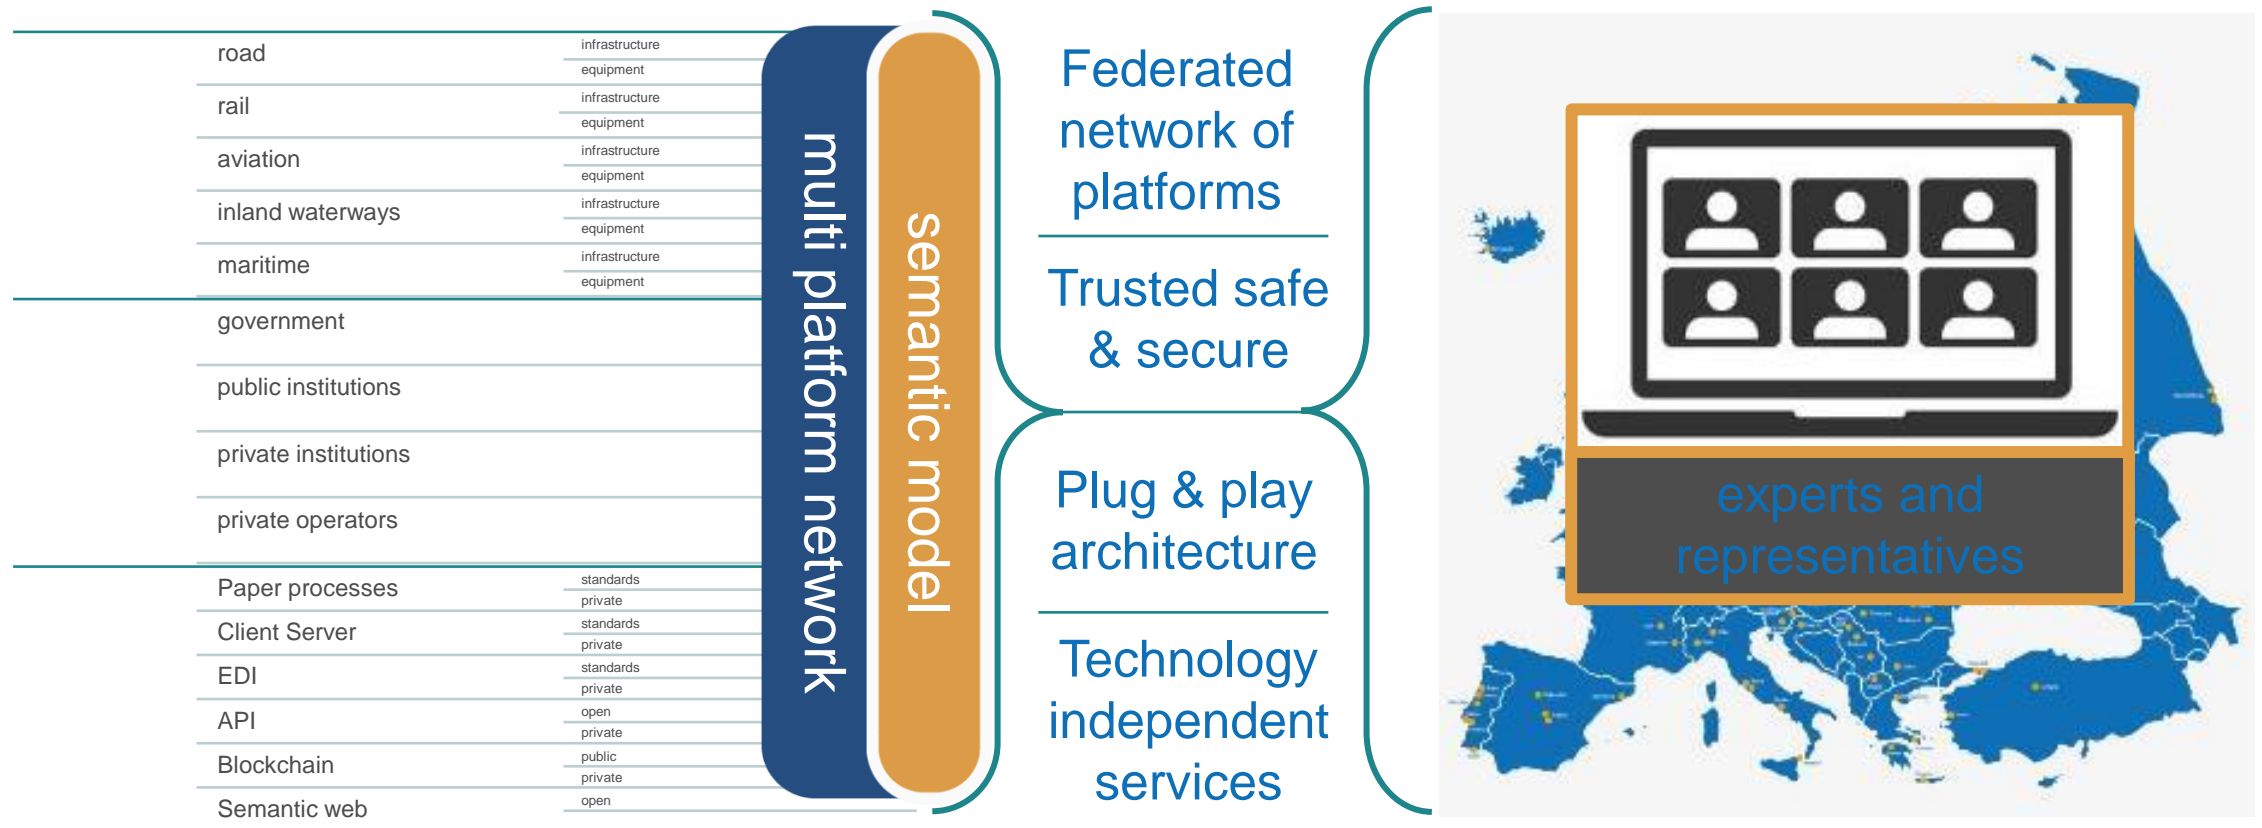 road
infrastructure
equipment
rail
infrastructure
equipment
aviation
infrastructure
equipment
inland waterways
infrastructure
equipment
maritime
infrastructure
equipment
government
public institutions
private institutions
private operators
Paper processes
standards
private
Client Server
standards
private
EDI
standards
private
API
open
private
Blockchain
public
private
Semantic web
open
multi platform network
semantic model
Federated
network of
platforms
Trusted safe
& secure
Plug & play
architecture
Technology
independent
services
experts and
representatives